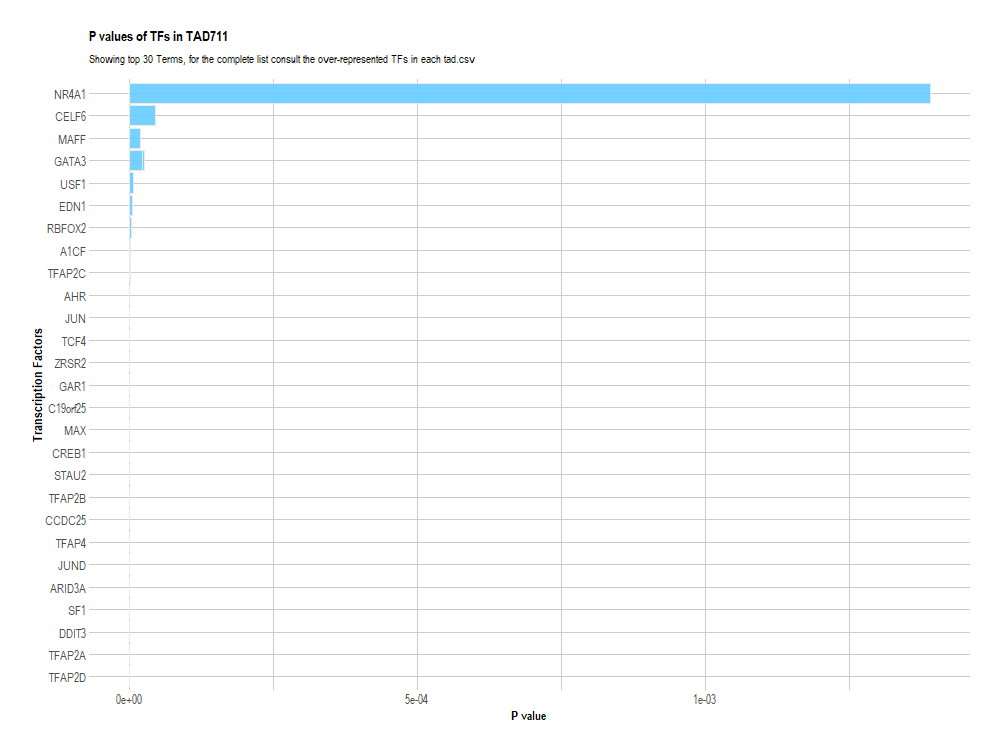 P values of TFs in TAD711
Showing top 30 Terms, for the complete list consult the over-represented TFs in each tad.csv
NR4A1
CELF6
MAFF
GATA3
USF1
EDN1
RBFOX2
A1CF
TFAP2C
AHR
JUN
TCF4
ZRSR2
GAR1
C19orf25
MAX
CREB1
STAU2
TFAP2B
CCDC25
TFAP4
JUND
ARID3A
SF1
DDIT3
TFAP2A
TFAP2D
Transcription Factors
0e+00
5e-04
1e-03
P value